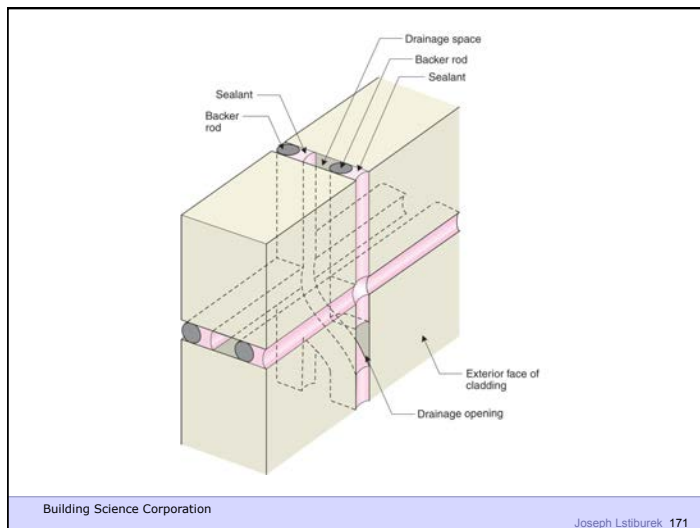 Drainage space
Backer rod
Sealant
Sealant
Backer
rod
Exterior face of
cladding
Drainage opening
Building Science Corporation
Joseph Lstiburek 171